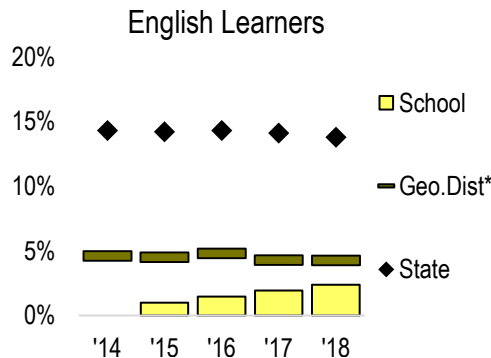 English Learners
20%
15%
10%
5%
0%
'14 '15 '16 '17 '18
School
Geo.Dist*
State